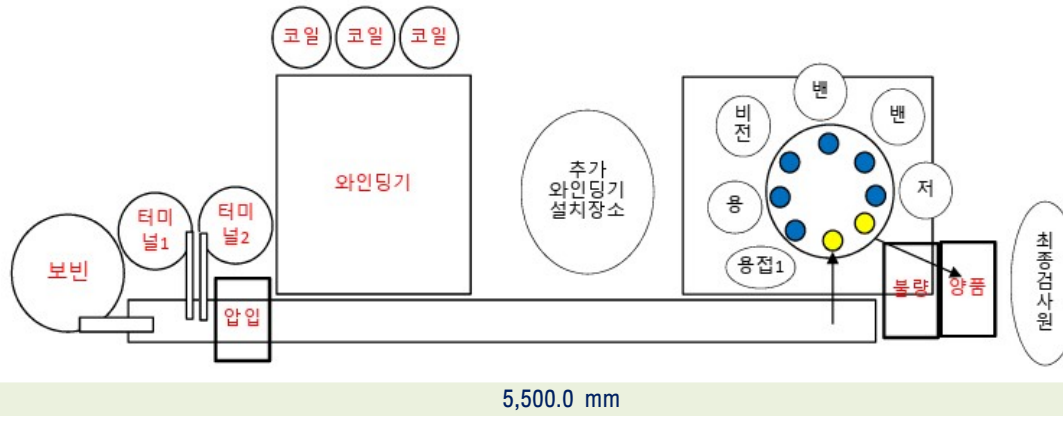 코일
코일
코일
와인딩기
추가
와인딩기
설치장소
비
전
밴
밴
저
용
용접1
터미
널1
터미
널2
보빈
압입
불량
양품
최
종
검
사
원
5,500.0 mm